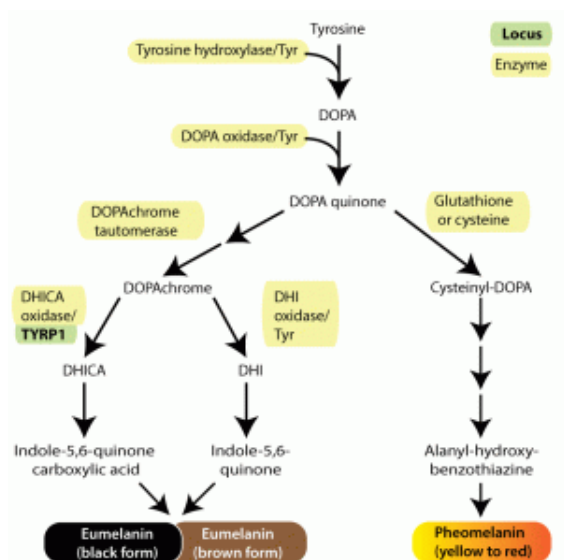 Tyrosine
Locus
Tyrosine hydroxylase/Tyr
Enzyme
DOPA
DOPA oxidase/Tyr
DOPA quinone
Glutathione
or cysteine
DOPAchrome
tautomerase
DOPAchrome
Cysteinyl-DOPA
DHICA
oxidase/
TYRP1
DHI
oxidase/
Tyr
DHICA
DHI
Indole-5,6-quinone
carboxylic acid
Indole-5,6-
quinone
Alanyl-hydroxy-
benzothiazine
Eumelanin
(black form)
Eumelanin
(brown form)
Pheomelanin
(yellow to red)